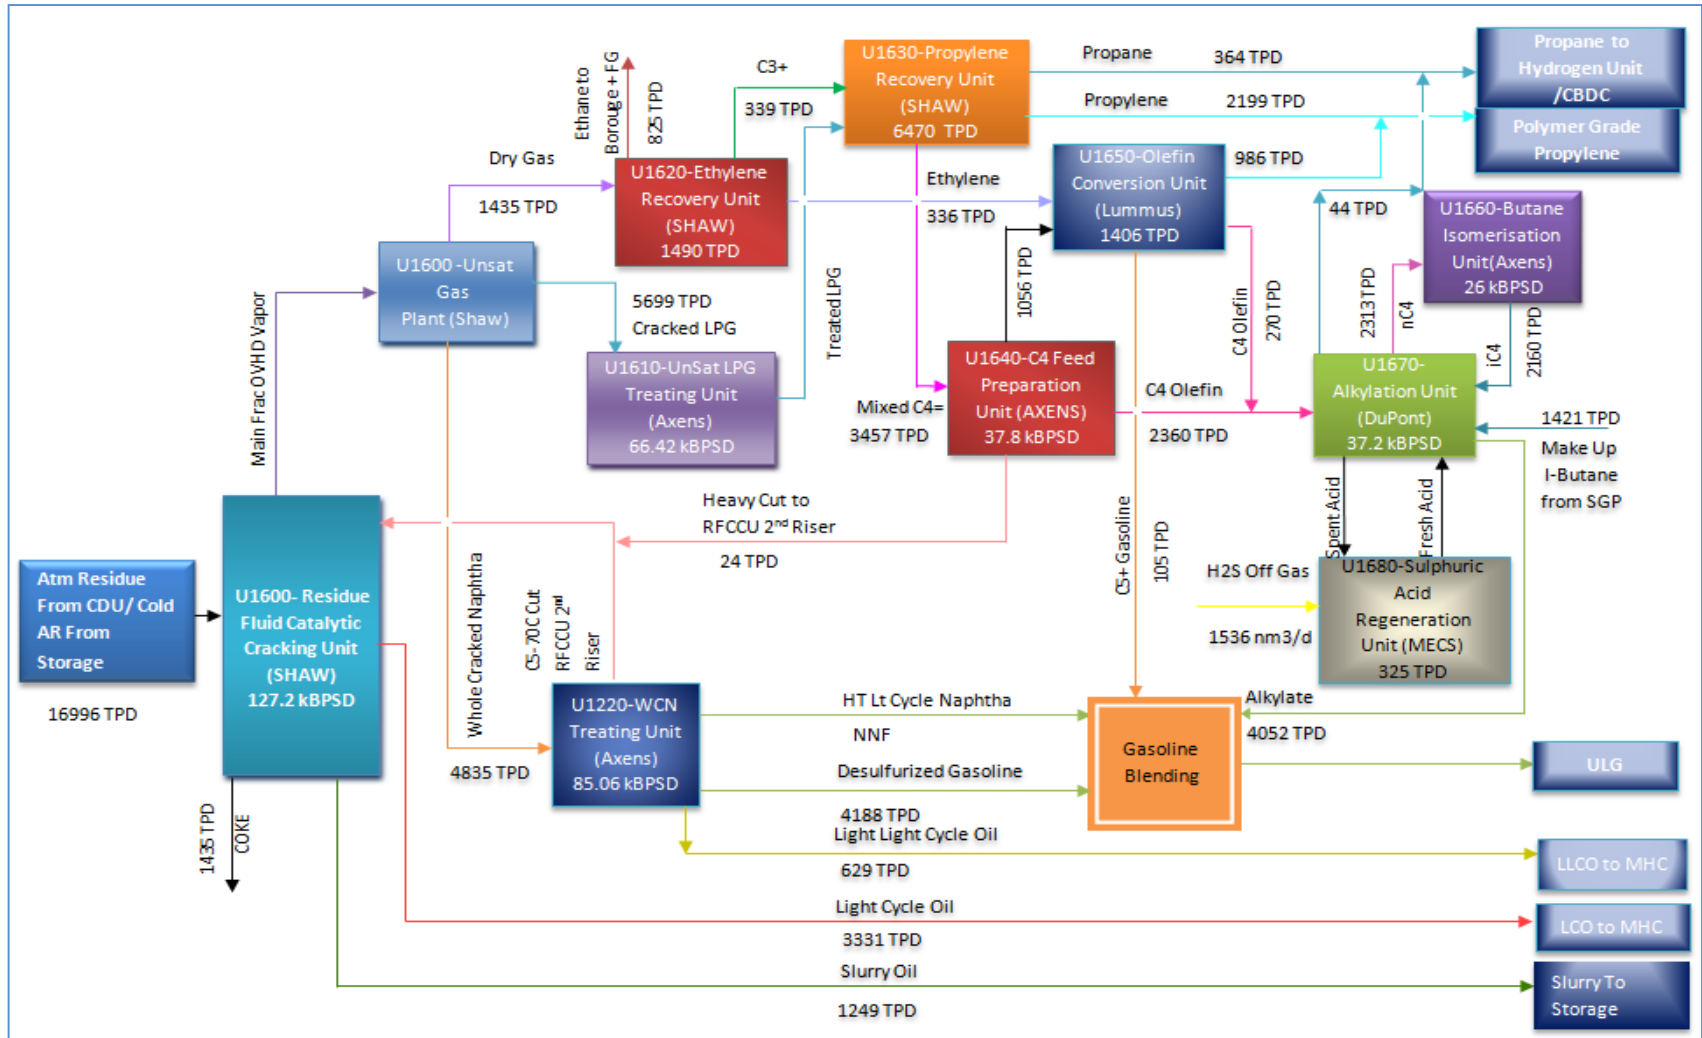 Ethane to
Borouge + FG
825 TPD
C3+
339 TPD
U1630-Propylene
Recovery Unit
(SHAW)
6470 TPD
Propane
364 TPD
Propylene
2199 TPD
Propane to
Hydrogen Unit
/CBDC
Polymer Grade
Propylene
Dry Gas
1435 TPD
U1620-Ethylene
Recovery Unit
(SHAW)
1490 TPD
Ethylene
336 TPD
U1650-Olefin
Conversion Unit
(Lummus)
1406 TPD
986 TPD
44 TPD
U1660-Butane
Isomerisation
Unit(Axens)
26 kBPSD
Main Frac OVHD Vapor
U1600 -Unsat
Gas
Plant (Shaw)
5699 TPD
Cracked LPG
Treated LPG
1056 TPD
C4 Olefin
270 TPD
2313 TPD
nC4
iC4
2160 TPD
U1610-UnSat LPG
Treating Unit
(Axens)
66.42 kBPSD
Mixed C4=
3457 TPD
U1640-C4 Feed
Preparation
Unit (AXENS)
37.8 kBPSD
C4 Olefin
2360 TPD
U1670-
Alkylation Unit
(DuPont)
37.2 kBPSD
1421 TPD
Make Up
I-Butane
from SGP
Heavy Cut to
RFCCU 2nd Riser
24 TPD
Spent Acid
Fresh Acid
Atm Residue
From CDU/ Cold
AR From
Storage
16996 TPD
U1600- Residue
Fluid Catalytic
Cracking Unit
(SHAW)
127.2 kBPSD
Whole Cracked Naphtha
4835 TPD
C5-70C Cut
RFCCU 2nd
Riser
C5+ Gasoline
105 TPD
H2S Off Gas
1536 nm3/d
U1680-Sulphuric
Acid
Regeneration
Unit (MECS)
325 TPD
U1220-WCN
Treating Unit
(Axens)
85.06 kBPSD
HT Lt Cycle Naphtha
NNF
Desulfurized Gasoline
4188 TPD
Gasoline
Blending
Alkylate
4052 TPD
ULG
1435 TPD
COKE
Light Light Cycle Oil
629 TPD
LLCO to MHC
Light Cycle Oil
3331 TPD
LCO to MHC
Slurry Oil
1249 TPD
Slurry To
Storage